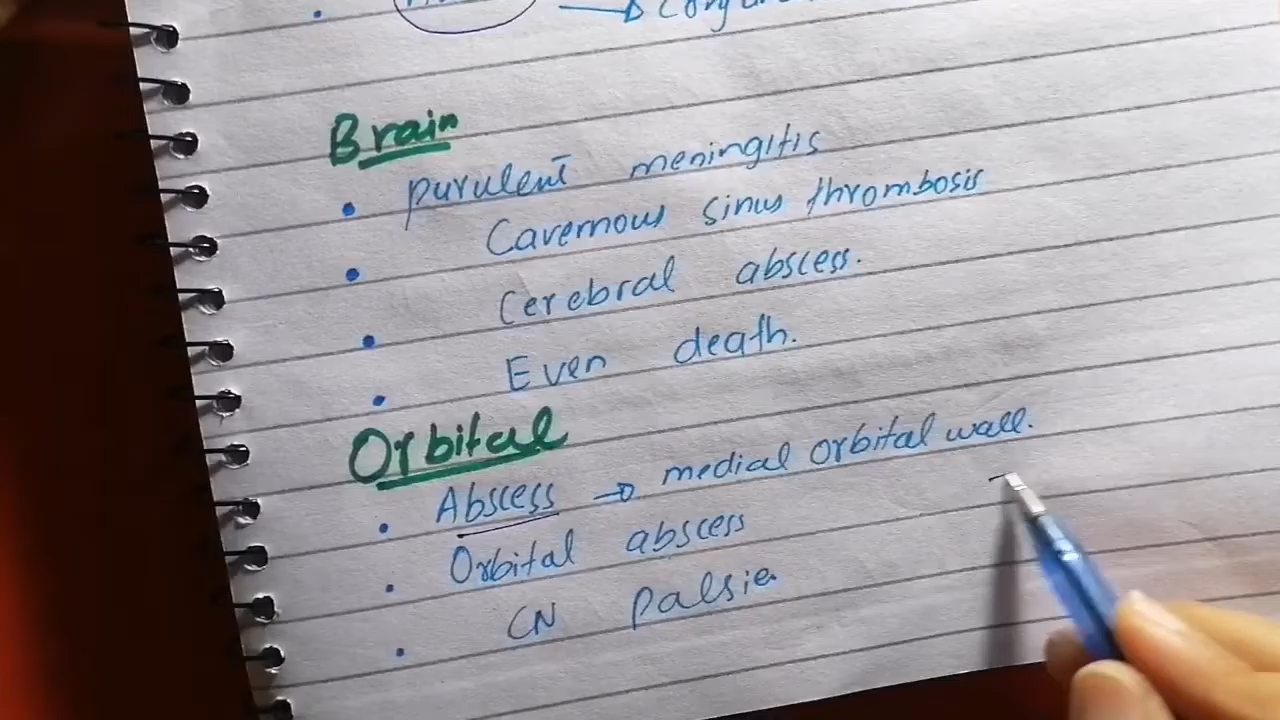 Brain
• purulent meningitis
• Cavernous sinus thrombosis
• Cerebral abscess.
• Even death.
Orbital
• Abscess → medial orbital wall.
• Orbital abscess
• CN palsie